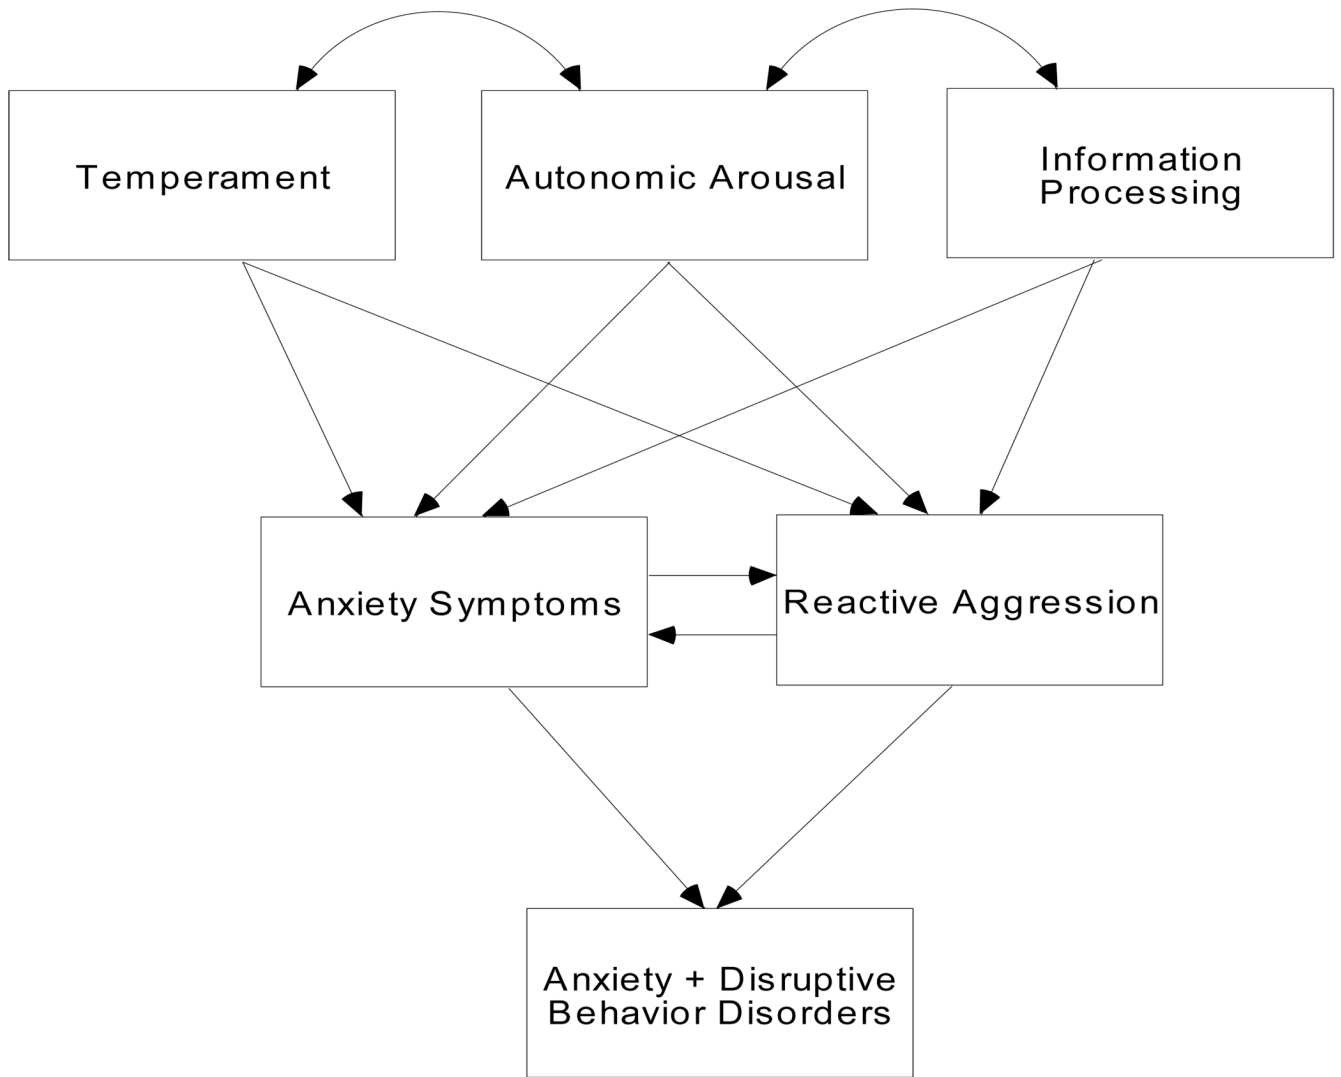 Temperament
Autonomic Arousal
Information
Processing
Anxiety Symptoms
Reactive Aggression
Anxiety + Disruptive
Behavior Disorders